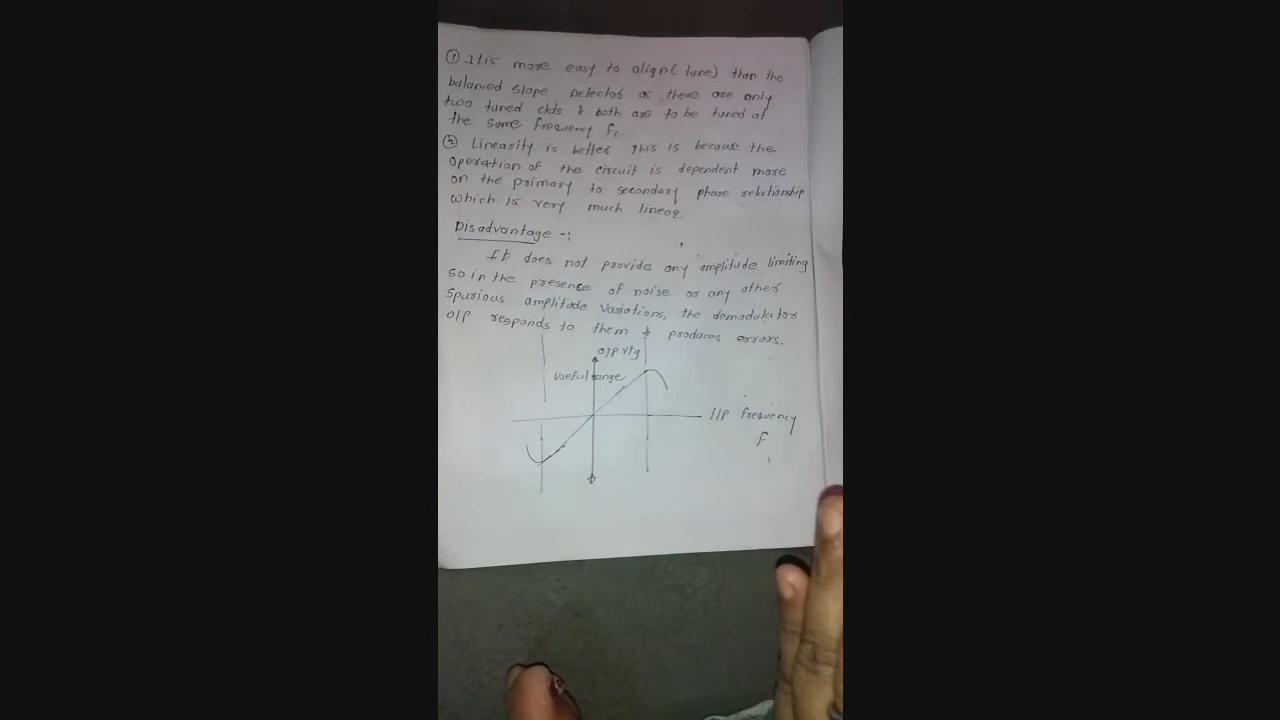 ① It is more easy to align (tune) than the
balanced slope Detector as there are only
two tuned ckts & both are to be tuned at
the same frequency fc
② Linearity is better This is because the
Operation of the circuit is dependent more
on the primary to secondary phase relationship
which is very much linear.
Disadvantage -:
It does not provide any amplitude limiting
So in the presence of noise or any other
Spurious amplitude variations, the demodulator
O/P responds to them & produces errors.
O/P vtg
Useful range
I/P frequency
f